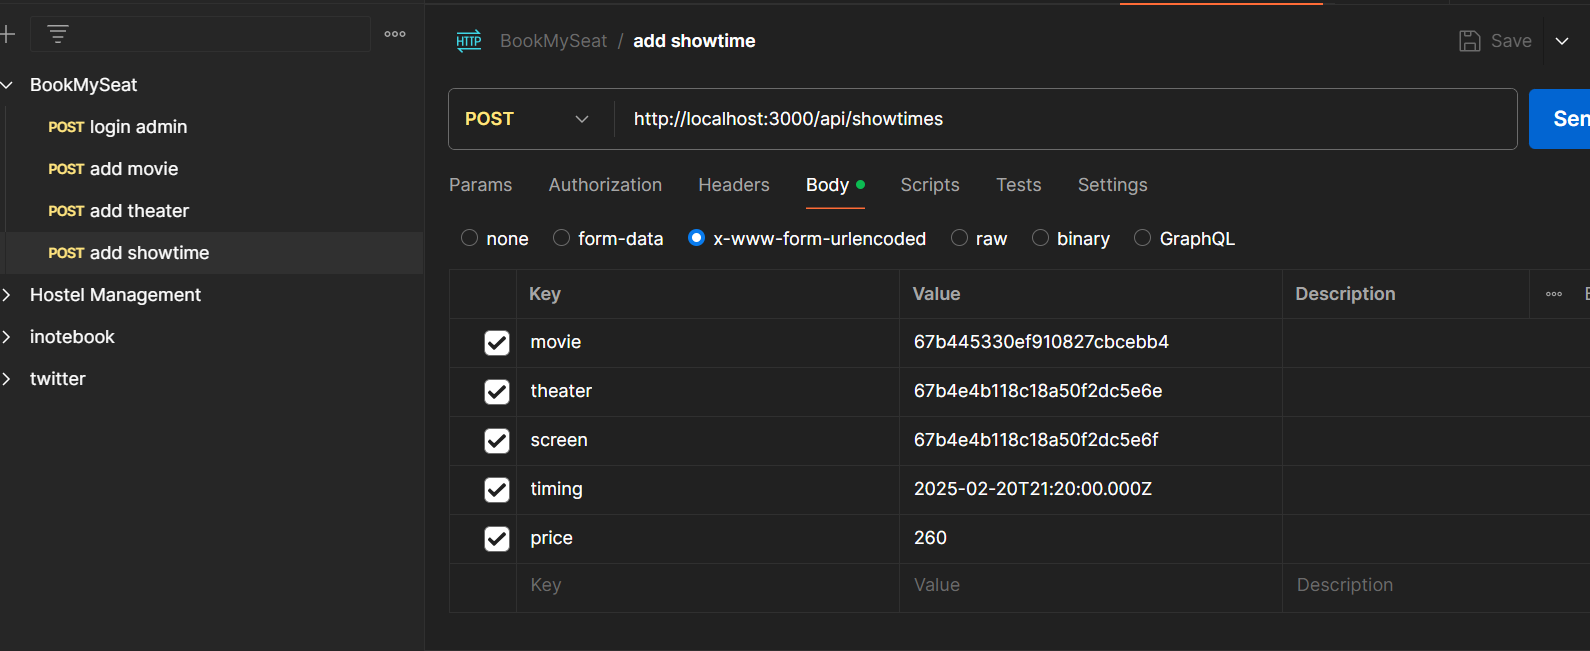 BookMySeat
POST login admin
POST add movie
POST add theater
POST add showtime
Hostel Management
inotebook
twitter
HTTP BookMySeat / add showtime
Save
POST http://localhost:3000/api/showtimes
Sen
Params Authorization Headers Body Scripts Tests Settings
none form-data x-www-form-urlencoded raw binary GraphQL
Key Value Description
movie 67b445330ef910827cbcebb4
theater 67b4e4b118c18a50f2dc5e6e
screen 67b4e4b118c18a50f2dc5e6f
timing 2025-02-20T21:20:00.000Z
price 260
Key Value Description